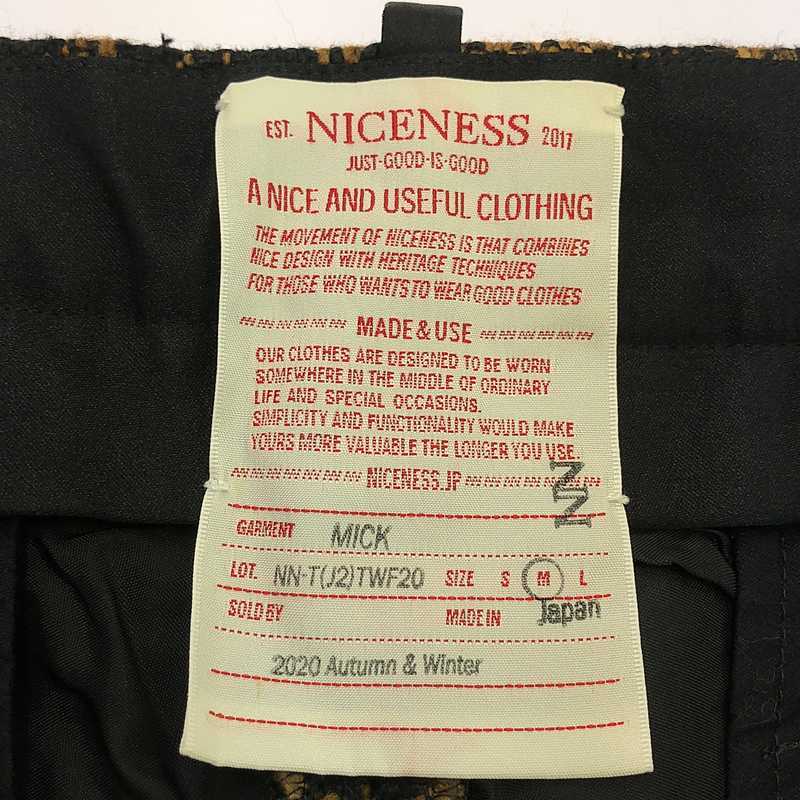 EST. NICENESS 2017
JUST-GOOD-IS-GOOD
A NICE AND USEFUL CLOTHING
THE MOVEMENT OF NICENESS IS THAT COMBINES
NICE DESIGN WITH HERITAGE TECHNIQUES
FOR THOSE WHO WANTS TO WEAR GOOD CLOTHES
MADE & USE
OUR CLOTHES ARE DESIGNED TO BE WORN
SOMEWHERE IN THE MIDDLE OF ORDINARY
LIFE AND SPECIAL OCCASIONS.
SIMPLICITY AND FUNCTIONALITY WOULD MAKE
YOURS MORE VALUABLE THE LONGER YOU USE.
NICENESS.JP
NN
GARMENT MICK
LOT. NN-T(J2)TWF20 SIZE S M L
SOLD BY MADE IN Japan
2020 Autumn & Winter